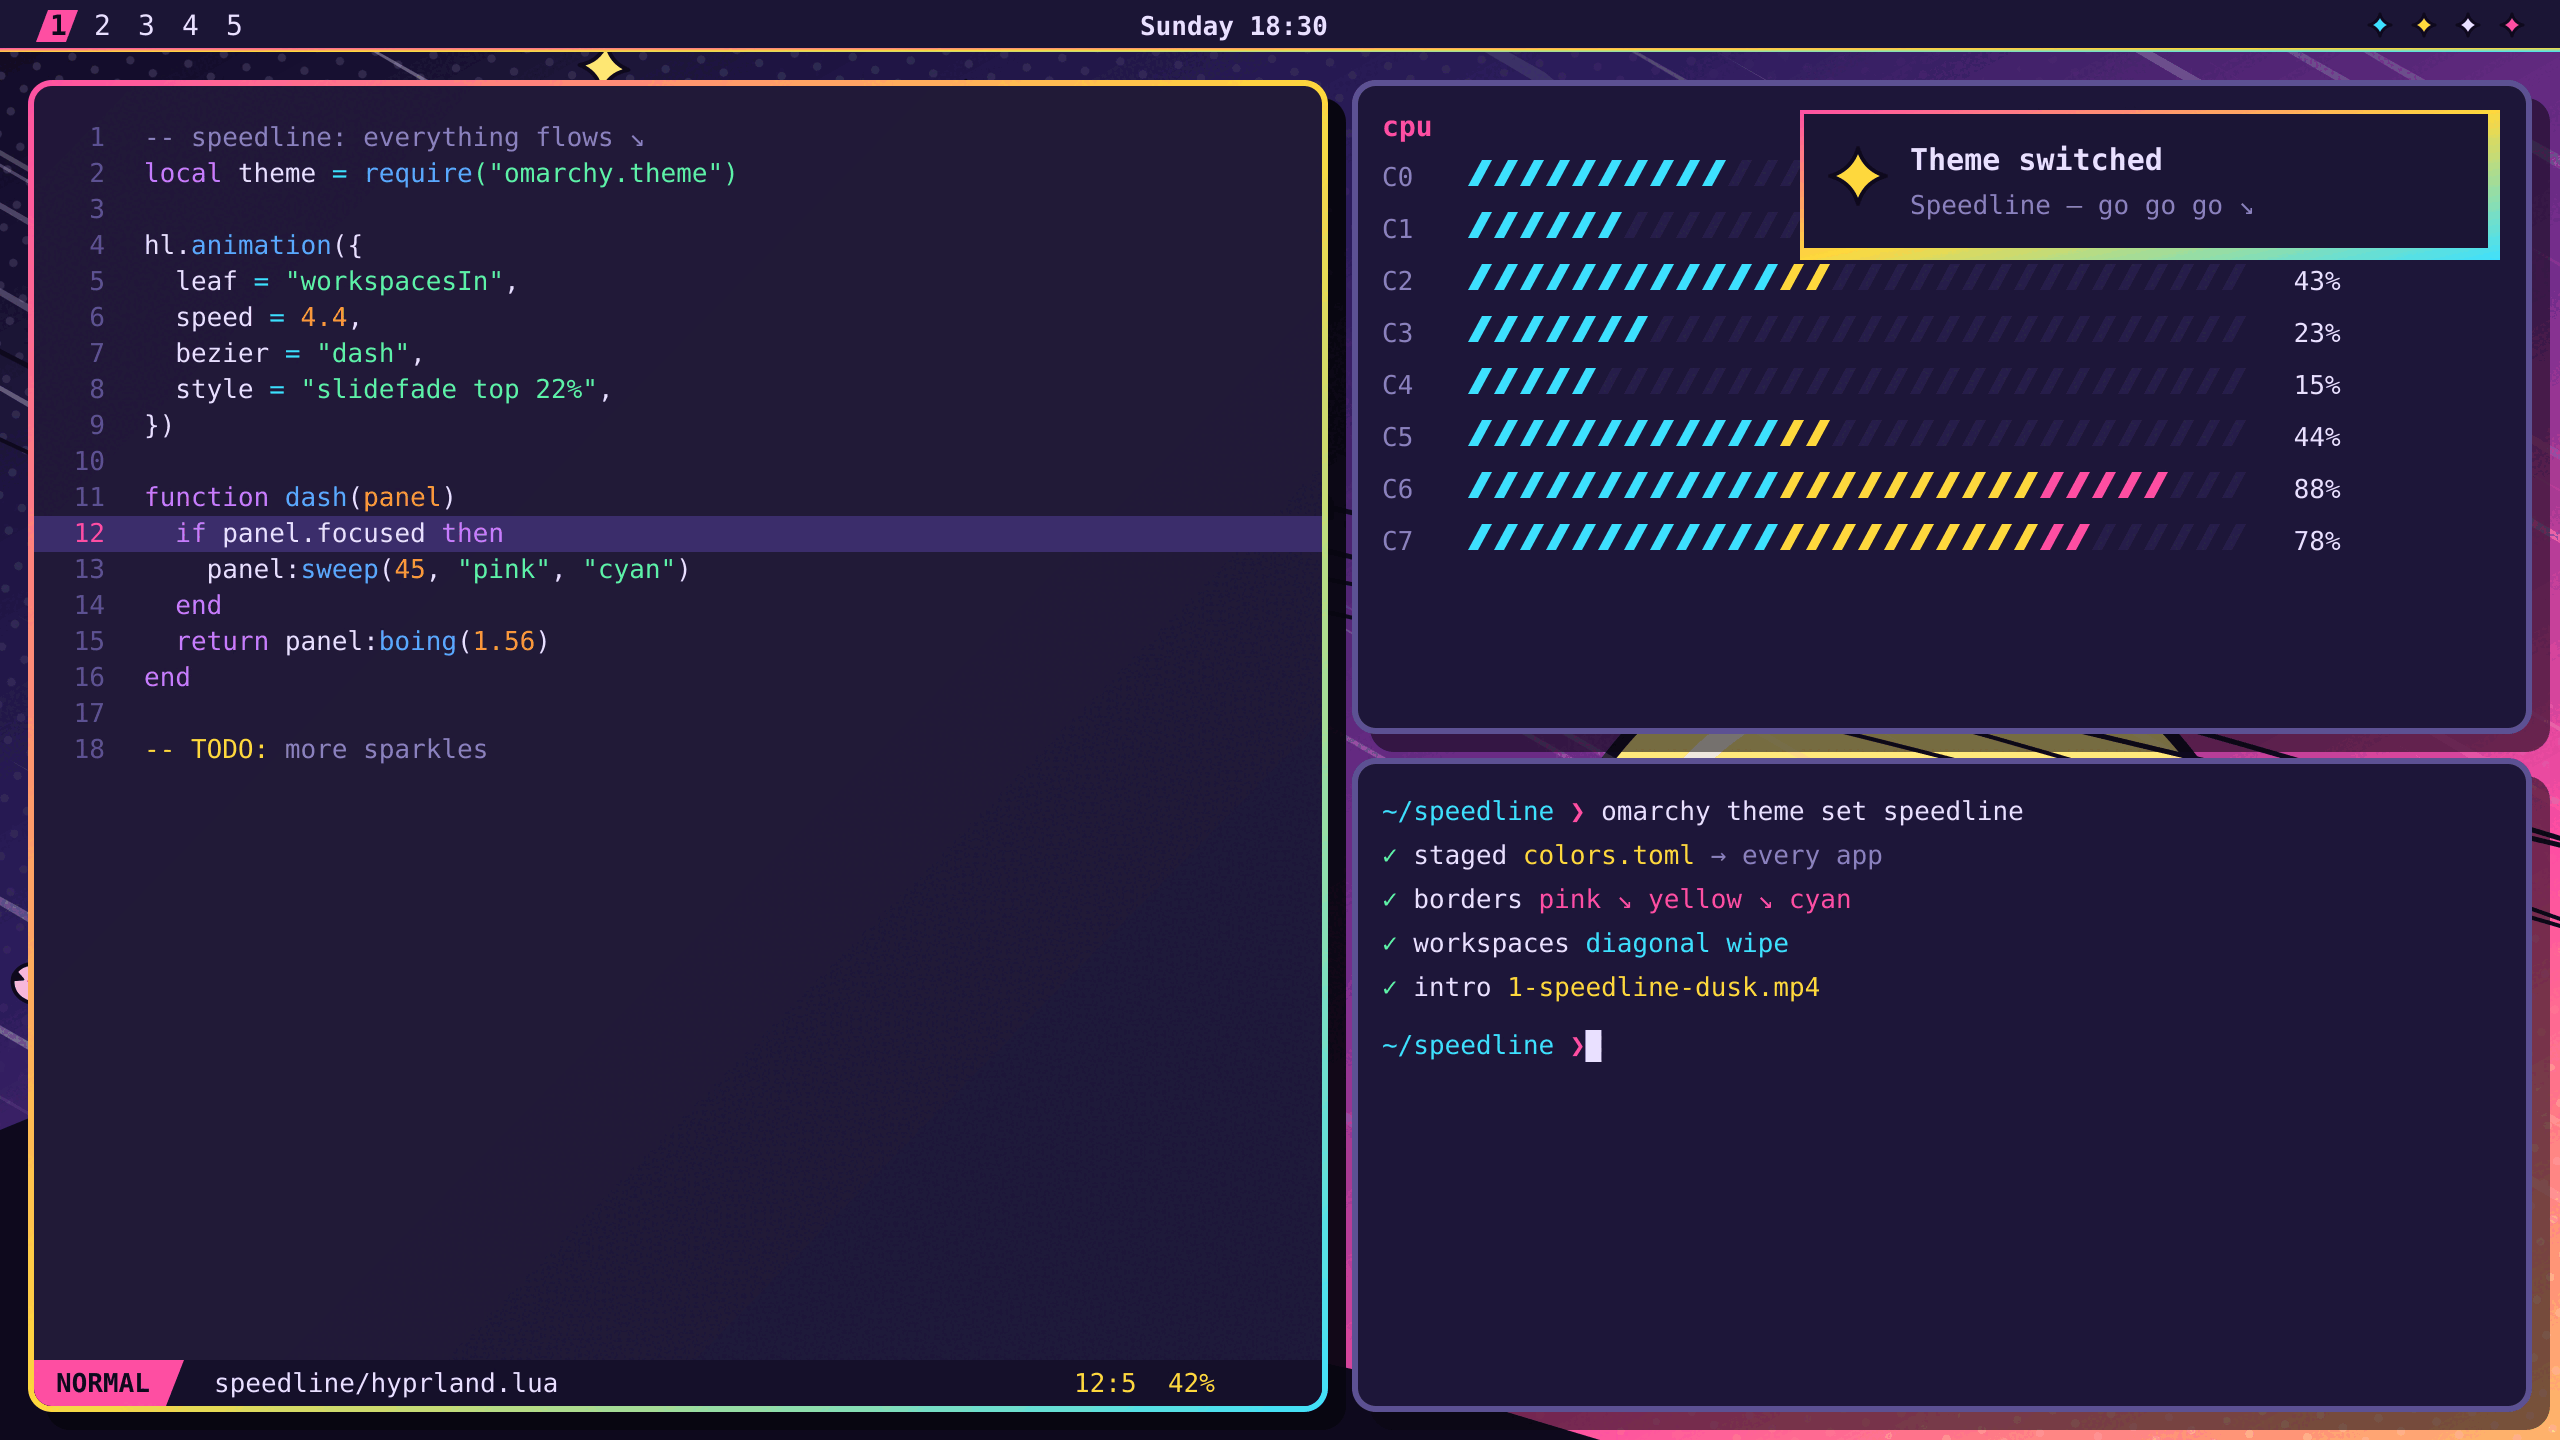 1 2 3 4 5
Sunday 18:30
1 -- speedline: everything flows ↘
2 local theme = require("omarchy.theme")
3
4 hl.animation({
5   leaf = "workspacesIn",
6   speed = 4.4,
7   bezier = "dash",
8   style = "slidefade top 22%",
9 })
10
11 function dash(panel)
12   if panel.focused then
13     panel:sweep(45, "pink", "cyan")
14   end
15   return panel:boing(1.56)
16 end
17
18 -- TODO: more sparkles
NORMAL speedline/hyprland.lua 12:5 42%
cpu
C0
C1
C2 43%
C3 23%
C4 15%
C5 44%
C6 88%
C7 78%
Theme switched
Speedline — go go go ↘
~/speedline ❯ omarchy theme set speedline
✓ staged colors.toml → every app
✓ borders pink ↘ yellow ↘ cyan
✓ workspaces diagonal wipe
✓ intro 1-speedline-dusk.mp4
~/speedline ❯